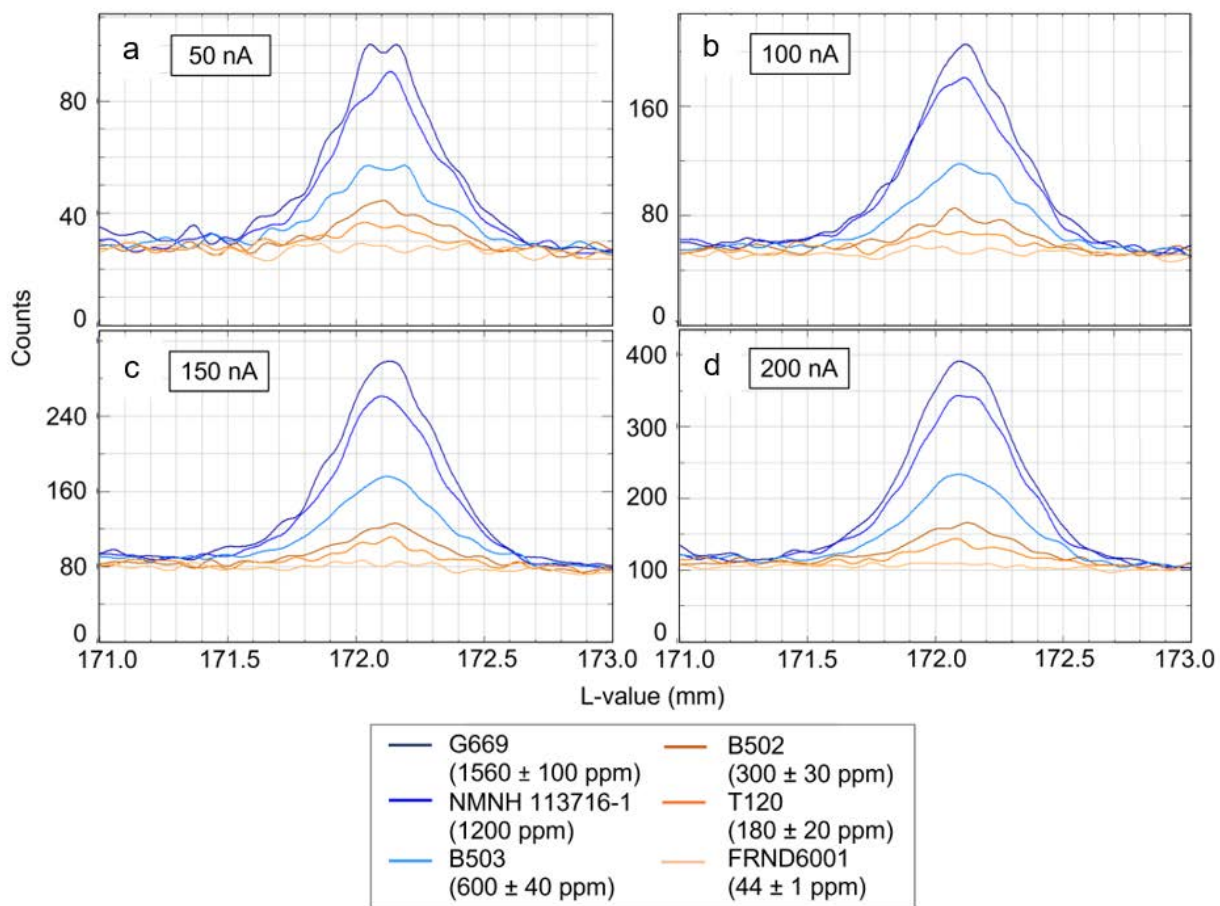 a
50 nA
80
40
0
b
100 nA
160
80
0
Counts
c
150 nA
240
160
80
0
171.0 171.5 172.0 172.5 173.0
d
200 nA
400
300
200
100
0
171.0 171.5 172.0 172.5 173.0
L-value (mm)
G669
(1560 ± 100 ppm)
NMNH 113716-1
(1200 ppm)
B503
(600 ± 40 ppm)
B502
(300 ± 30 ppm)
T120
(180 ± 20 ppm)
FRND6001
(44 ± 1 ppm)